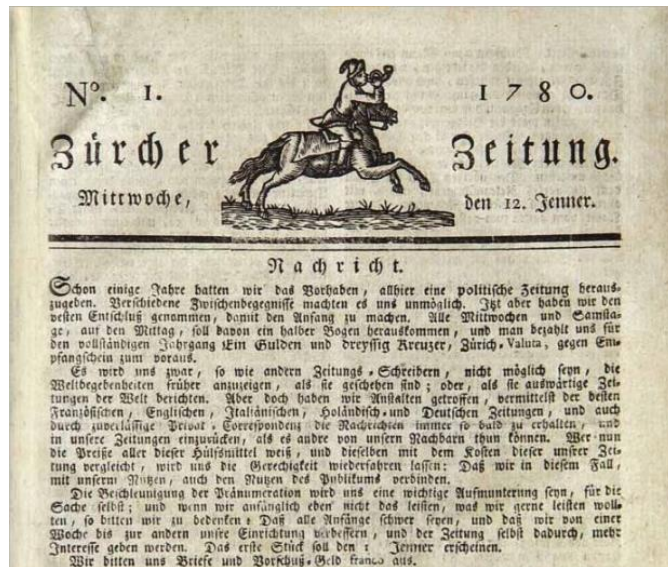 Nº. 1. 1780.
Zürcher Zeitung.
Mittwoche, den 12. Jenner.
Nachricht.
Schon einige Jahre hatten wir das Vorhaben, allhier eine politische Zeitung heraus-
zugeben. Verschiedene Zwischenbegegnisse machten es uns unmöglich. Izt aber haben wir den
vesten Entschluß genommen, damit den Anfang zu machen. Alle Mittwochen und Samsta-
ge, auf den Mittag, soll davon ein halber Bogen herauskommen, und man bezahlt uns für
den vollständigen Jahrgang Ein Gulden und dreyssig Kreuzer, Zürich-Valuta, gegen Em-
pfangschein zum voraus.
Es wird uns zwar, so wie andern Zeitungs-Schreibern, nicht möglich seyn, die
Weltbegebenheiten früher anzuzeigen, als sie geschehen sind; oder, als sie auswärtige Zei-
tungen der Welt berichten. Aber doch haben wir Anstalten getroffen, vermittelst der besten
Französischen, Englischen, Italiänischen, Holändisch- und Deutschen Zeitungen, und auch
durch zuverläßige Privat-Correspondenz die Nachrichten immer so bald zu erhalten, und
in unsere Zeitungen einzurücken, als es andre von unsern Nachbarn thun können. Wer nun
die Preiße aller dieser Hülfsmittel weiß, und dieselben mit dem Kosten dieser unsrer Zei-
tung vergleicht, wird uns die Gerechtigkeit wiederfahren lassen: Daß wir in diesem Fall,
mit unserm Nutzen, auch den Nutzen des Publikums verbinden.
Die Beschleunigung der Pränumeration wird uns eine wichtige Aufmunterung seyn, für die
Sache selbst; und wenn wir anfänglich eben nicht das leisten, was wir gerne leisten woll-
ten, so bitten wir zu bedenken: Daß alle Anfänge schwer seyen, und daß wir von einer
Woche bis zur andern unsre Einrichtung verbessern, und der Zeitung selbst dadurch, mehr
Interesse geben werden. Das erste Stück soll den Jenner erscheinen.
Wir bitten uns Briefe und Vorschuß-Geld franco aus.